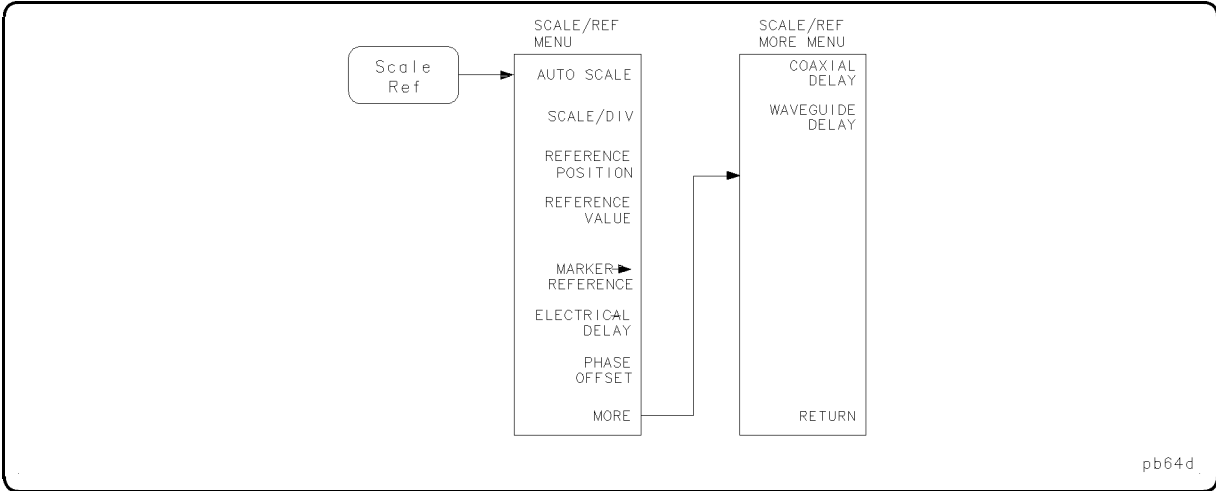 Scale
Ref
SCALE/REF
MENU
AUTO SCALE
SCALE/DIV
REFERENCE
POSITION
REFERENCE
VALUE
MARKER→
REFERENCE
ELECTRICAL
DELAY
PHASE
OFFSET
MORE
SCALE/REF
MORE MENU
COAXIAL
DELAY
WAVEGUIDE
DELAY
RETURN
pb64d